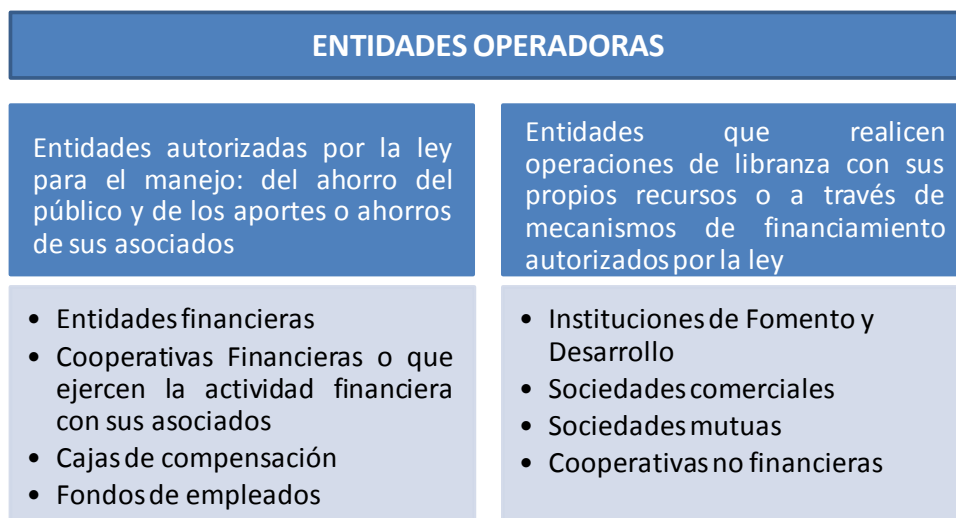 ENTIDADES OPERADORAS
Entidades autorizadas por la ley
para el manejo: del ahorro del
público y de los aportes o ahorros
de sus asociados
Entidades que realicen
operaciones de libranza con sus
propios recursos o a través de
mecanismos de financiamiento
autorizados por la ley
• Entidades financieras
• Cooperativas Financieras o que
ejercen la actividad financiera
con sus asociados
• Cajas de compensación
• Fondos de empleados
• Instituciones de Fomento y
Desarrollo
• Sociedades comerciales
• Sociedades mutuas
• Cooperativas no financieras